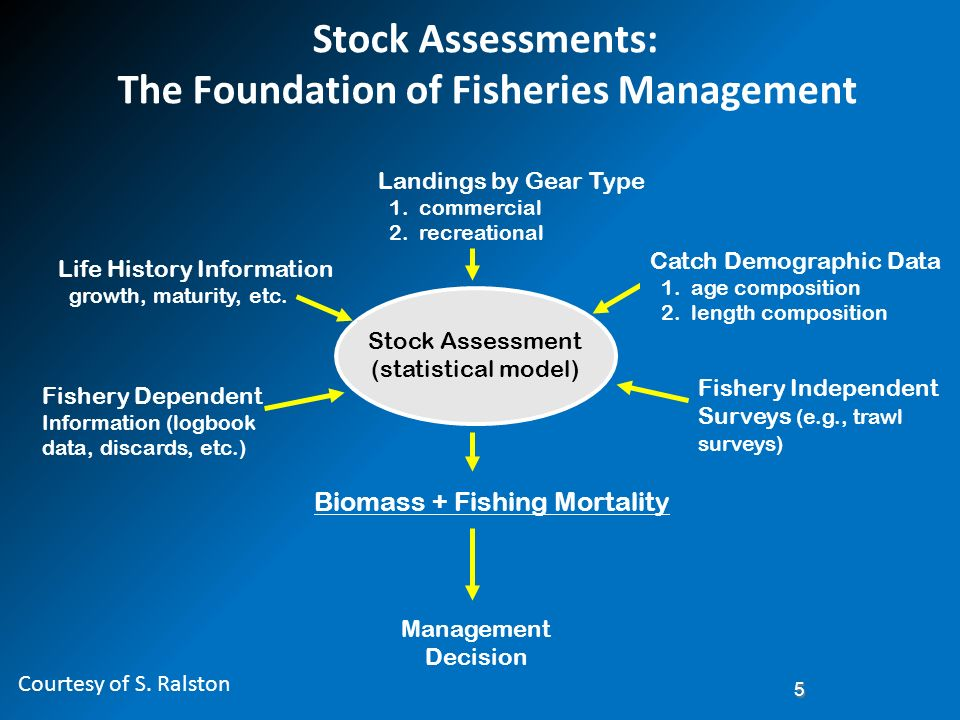 Stock Assessments:
The Foundation of Fisheries Management
Landings by Gear Type
1. commercial
2. recreational
Life History Information
growth, maturity, etc.
Catch Demographic Data
1. age composition
2. length composition
Stock Assessment
(statistical model)
Fishery Dependent
Information (logbook
data, discards, etc.)
Fishery Independent
Surveys (e.g., trawl
surveys)
Biomass + Fishing Mortality
Management
Decision
Courtesy of S. Ralston
5